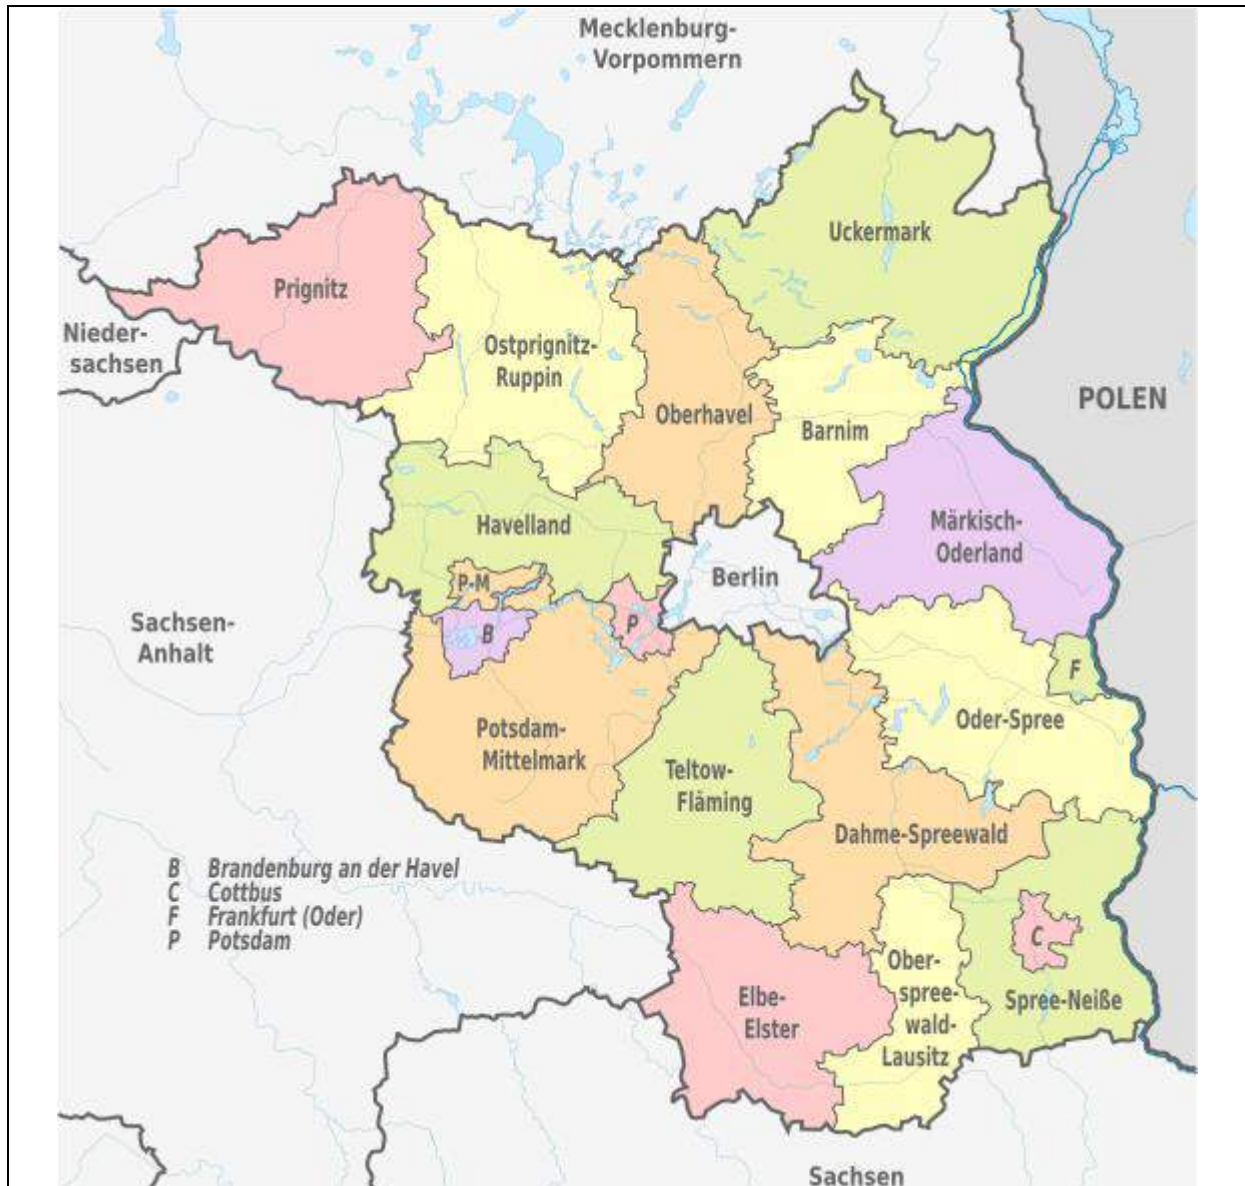 Mecklenburg-
Vorpommern
Uckermark
Prignitz
Nieder-
sachsen
Ostprignitz-
Ruppin
Oberhavel
Barnim
POLEN
Havelland
Märkisch-
Oderland
P-M
Berlin
Sachsen-
Anhalt
B
P
F
Potsdam-
Mittelmark
Oder-Spree
Teltow-
Fläming
Dahme-Spreewald
B Brandenburg an der Havel
C Cottbus
F Frankfurt (Oder)
P Potsdam
C
Elbe-
Elster
Ober-
spree-
wald-
Lausitz
Spree-Neiße
Sachsen